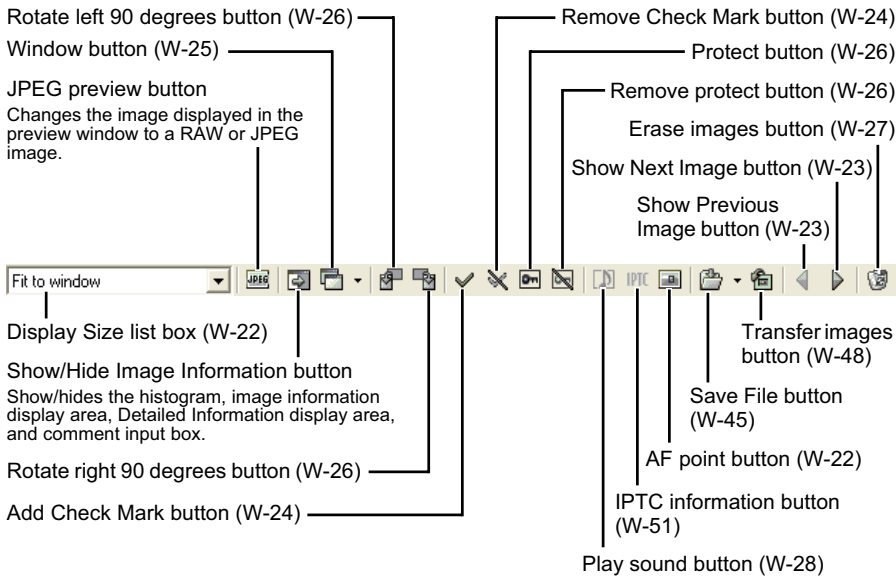 Rotate left 90 degrees button (W-26)
Window button (W-25)
JPEG preview button
Changes the image displayed in the
preview window to a RAW or JPEG
image.
Remove Check Mark button (W-24)
Protect button (W-26)
Remove protect button (W-26)
Erase images button (W-27)
Show Next Image button (W-23)
Show Previous
Image button (W-23)
Fit to window
JPEG
IPTC
Display Size list box (W-22)
Show/Hide Image Information button
Show/hides the histogram, image information
display area, Detailed Information display area,
and comment input box.
Rotate right 90 degrees button (W-26)
Add Check Mark button (W-24)
Transfer images
button (W-48)
Save File button
(W-45)
AF point button (W-22)
IPTC information button
(W-51)
Play sound button (W-28)